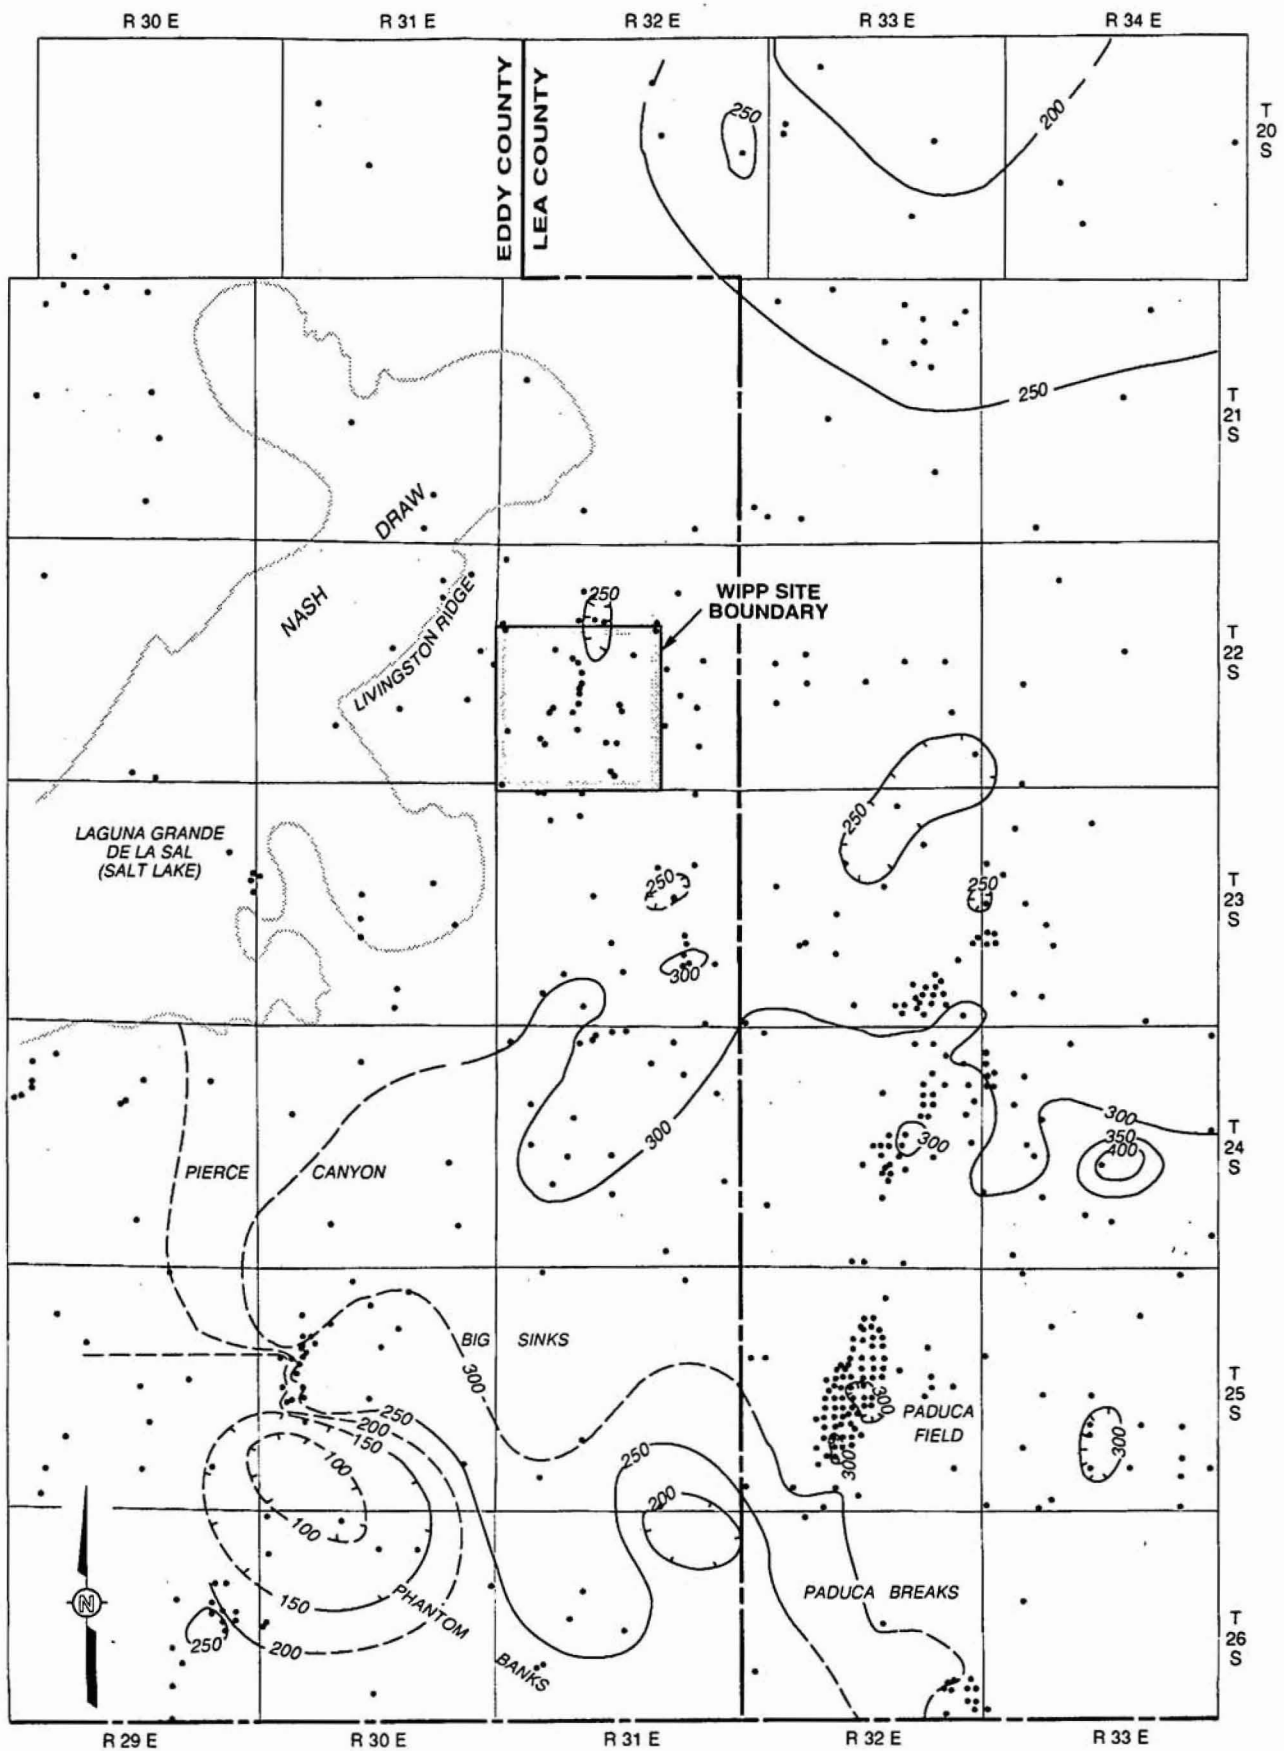 R 30 E
R 31 E
R 32 E
R 33 E
R 34 E
EDDY COUNTY
LEA COUNTY
T
20
S
250
200
250
T
21
S
DRAW
NASH
LIVINGSTON RIDGE
250
WIPP SITE
BOUNDARY
T
22
S
LAGUNA GRANDE
DE LA SAL
(SALT LAKE)
250
250
250
T
23
S
300
300
300
300
350
400
T
24
S
PIERCE
CANYON
BIG SINKS
300
300
300
PADUCA
FIELD
300
T
25
S
250
200
150
100
100
250
200
150
200
250
PHANTOM
BANKS
PADUCA BREAKS
N
T
26
S
R 29 E
R 30 E
R 31 E
R 32 E
R 33 E